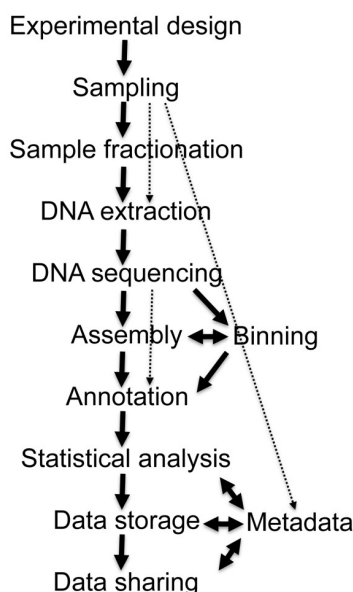 Experimental design
Sampling
Sample fractionation
DNA extraction
DNA sequencing
Assembly Binning
Annotation
Statistical analysis
Data storage Metadata
Data sharing